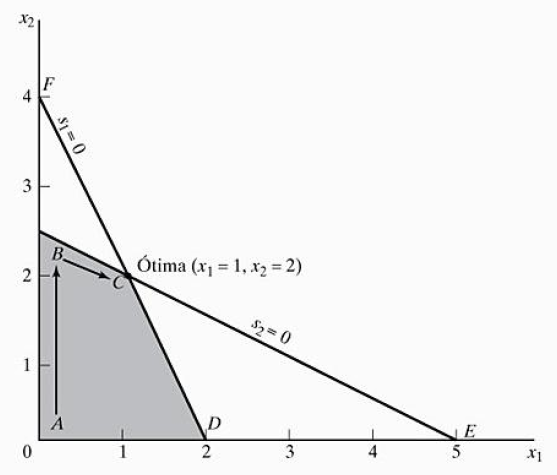 x₂
F
4
s₁ = 0
3
B
Ótima (x₁ = 1, x₂ = 2)
2
C
s₂ = 0
1
A
D
E
0
1
2
3
4
5
x₁